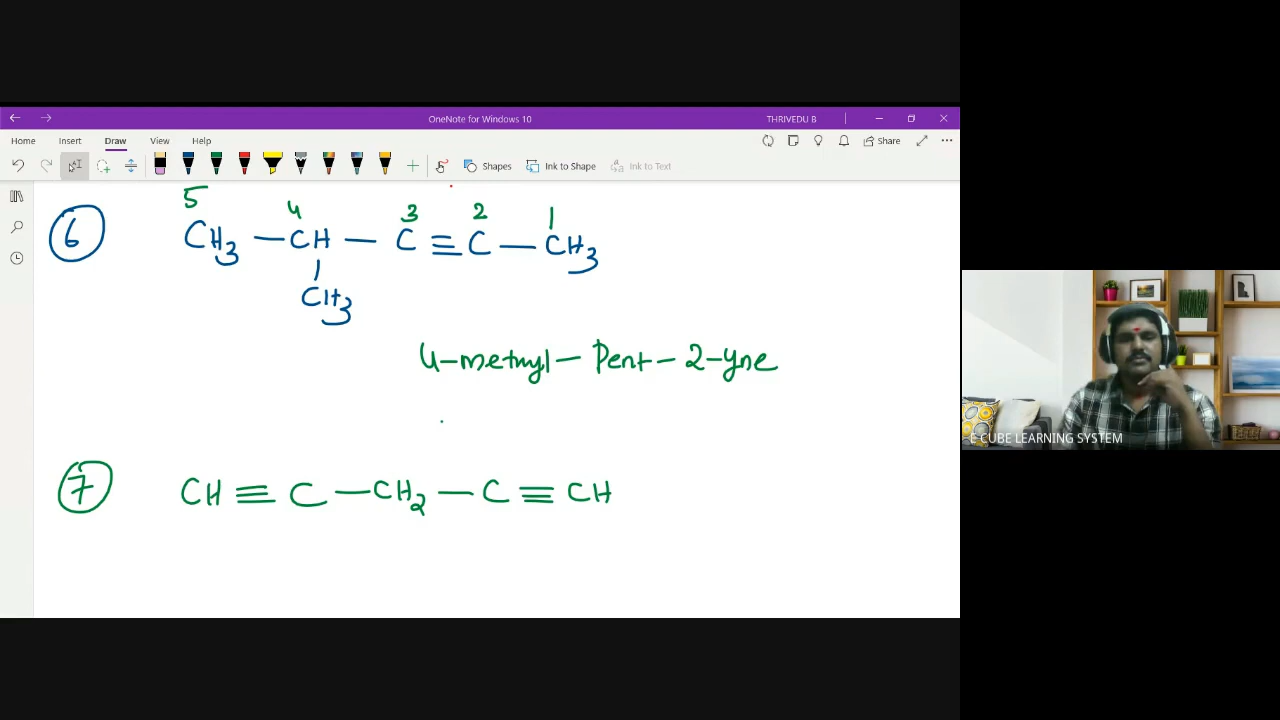 OneNote for Windows 10
THRIVEDU B
Home Insert Draw View Help
Share
Shapes Ink to Shape Ink to Text
5 4 3 2 1
6 CH3 — CH — C ≡ C — CH3
|
CH3
4-methyl — Pent — 2-yne
7 CH ≡ C — CH2 — C ≡ CH
E CUBE LEARNING SYSTEM